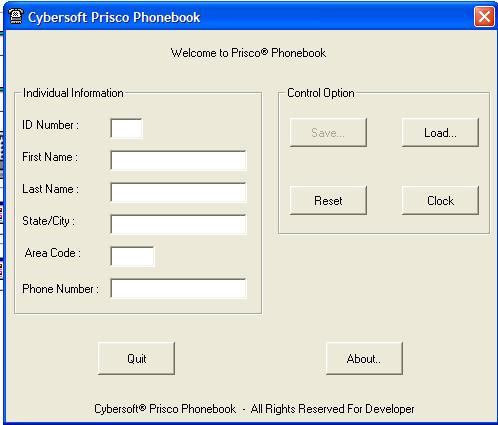 Cybersoft Prisco Phonebook
Welcome to Prisco® Phonebook
Individual Information
ID Number :
First Name :
Last Name :
State/City :
Area Code :
Phone Number :
Control Option
Save...
Load...
Reset
Clock
Quit
About..
Cybersoft® Prisco Phonebook - All Rights Reserved For Developer